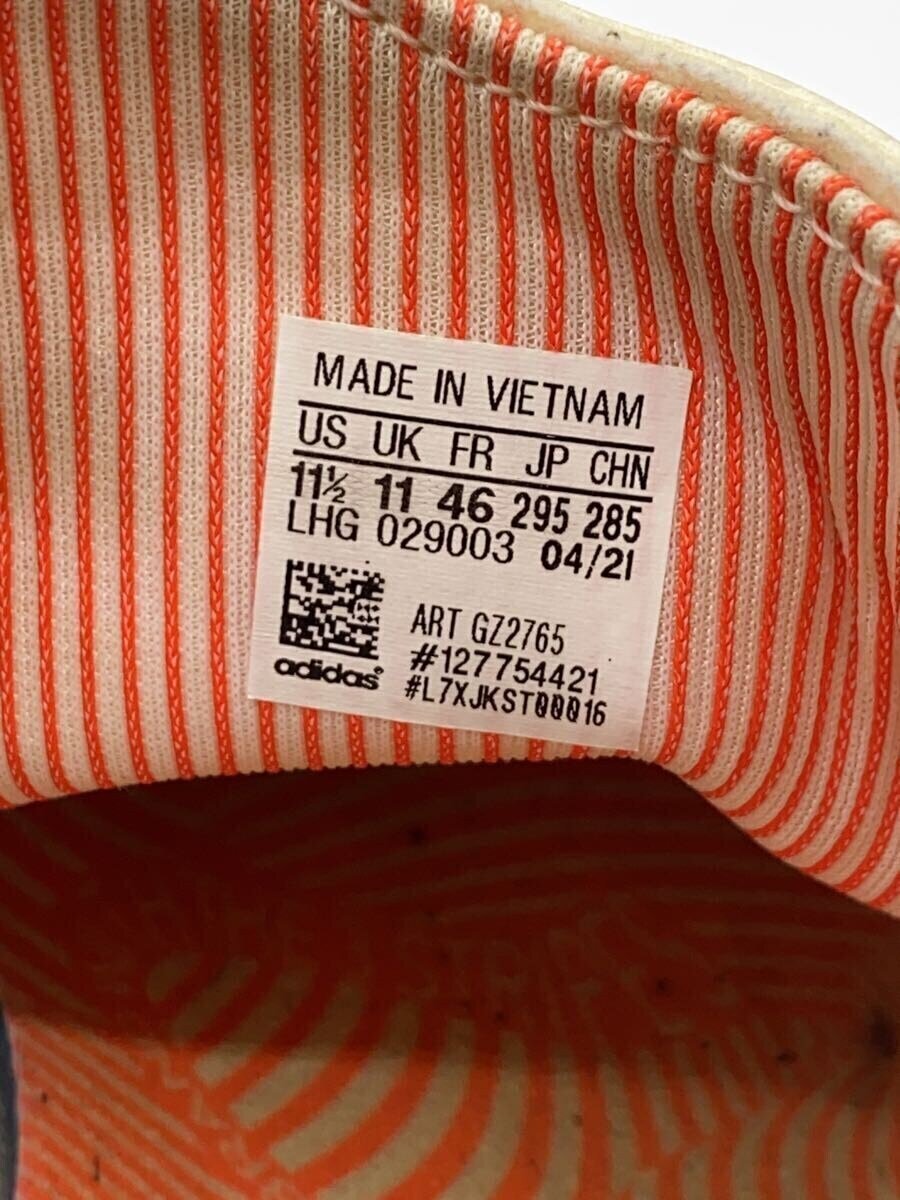 MADE IN VIETNAM
US UK FR JP CHN
11½ 11 46 295 285
LHG 029003 04/21
ART GZ2765
#127754421
#L7XJKST00016
adidas